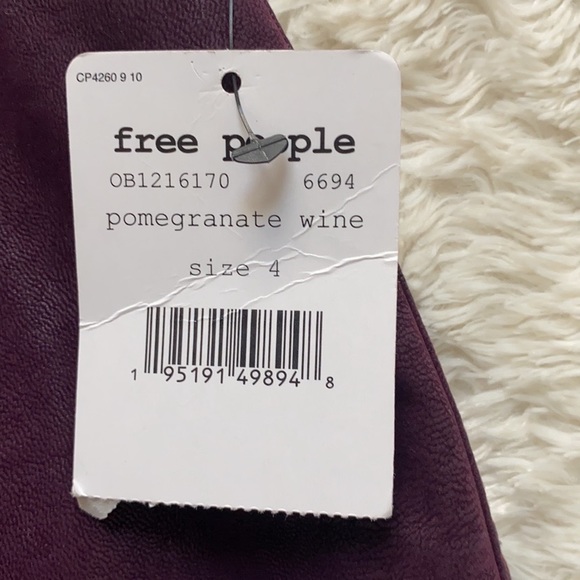 CP4260 9 10
free people
OB1216170 6694
pomegranate wine
size 4
1 95191 49894 8